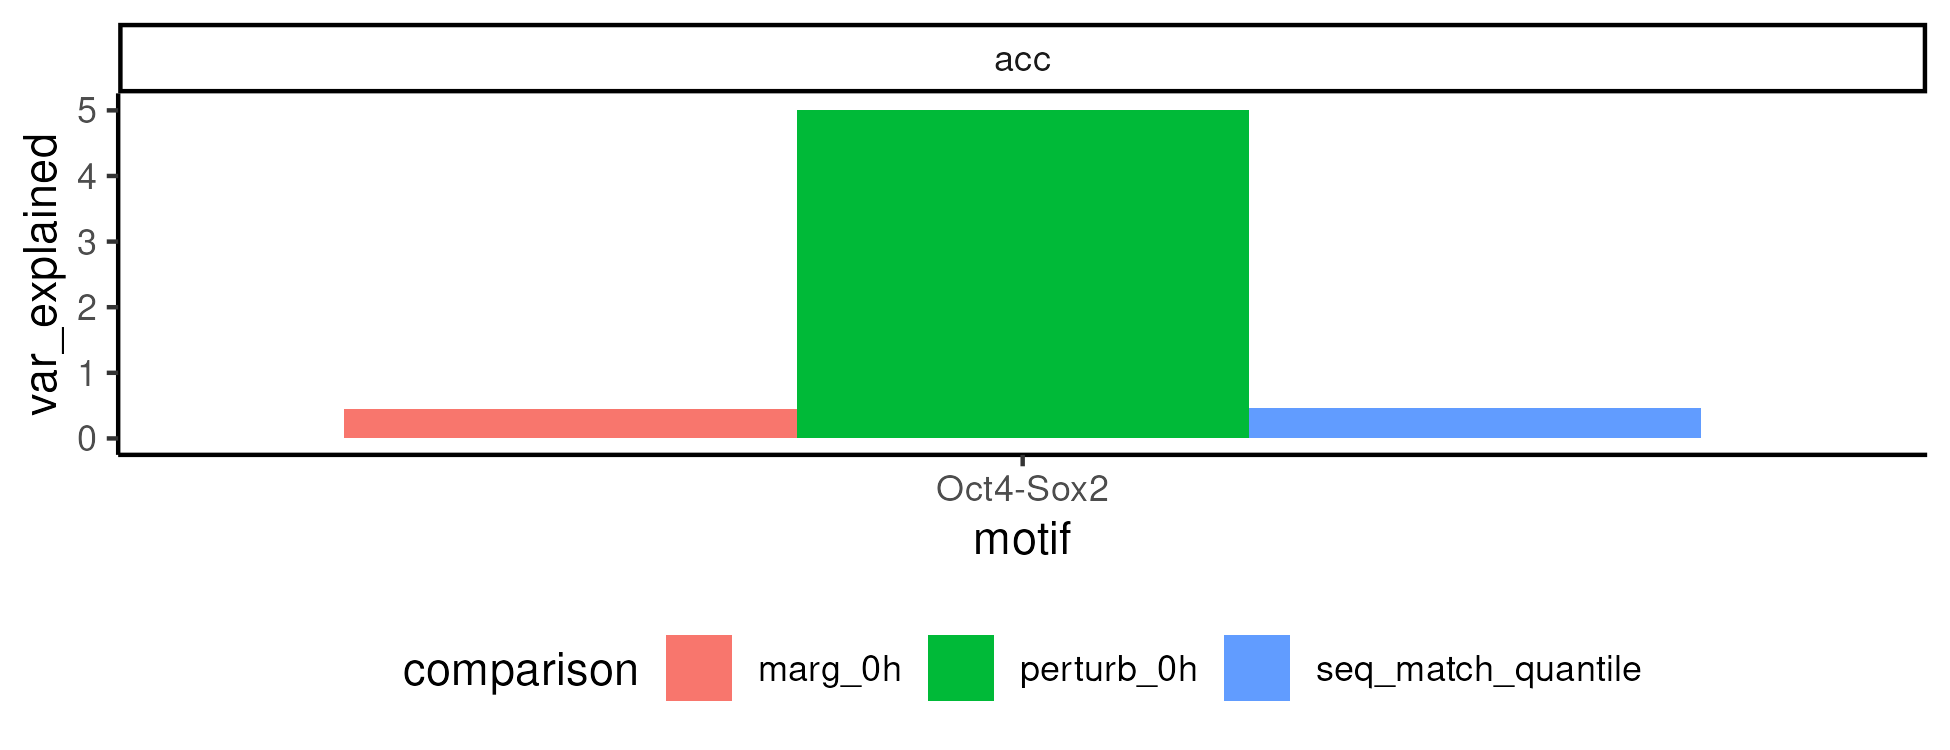 acc
var_explained
5
4
3
2
1
0
Oct4-Sox2
motif
comparison marg_0h perturb_0h seq_match_quantile